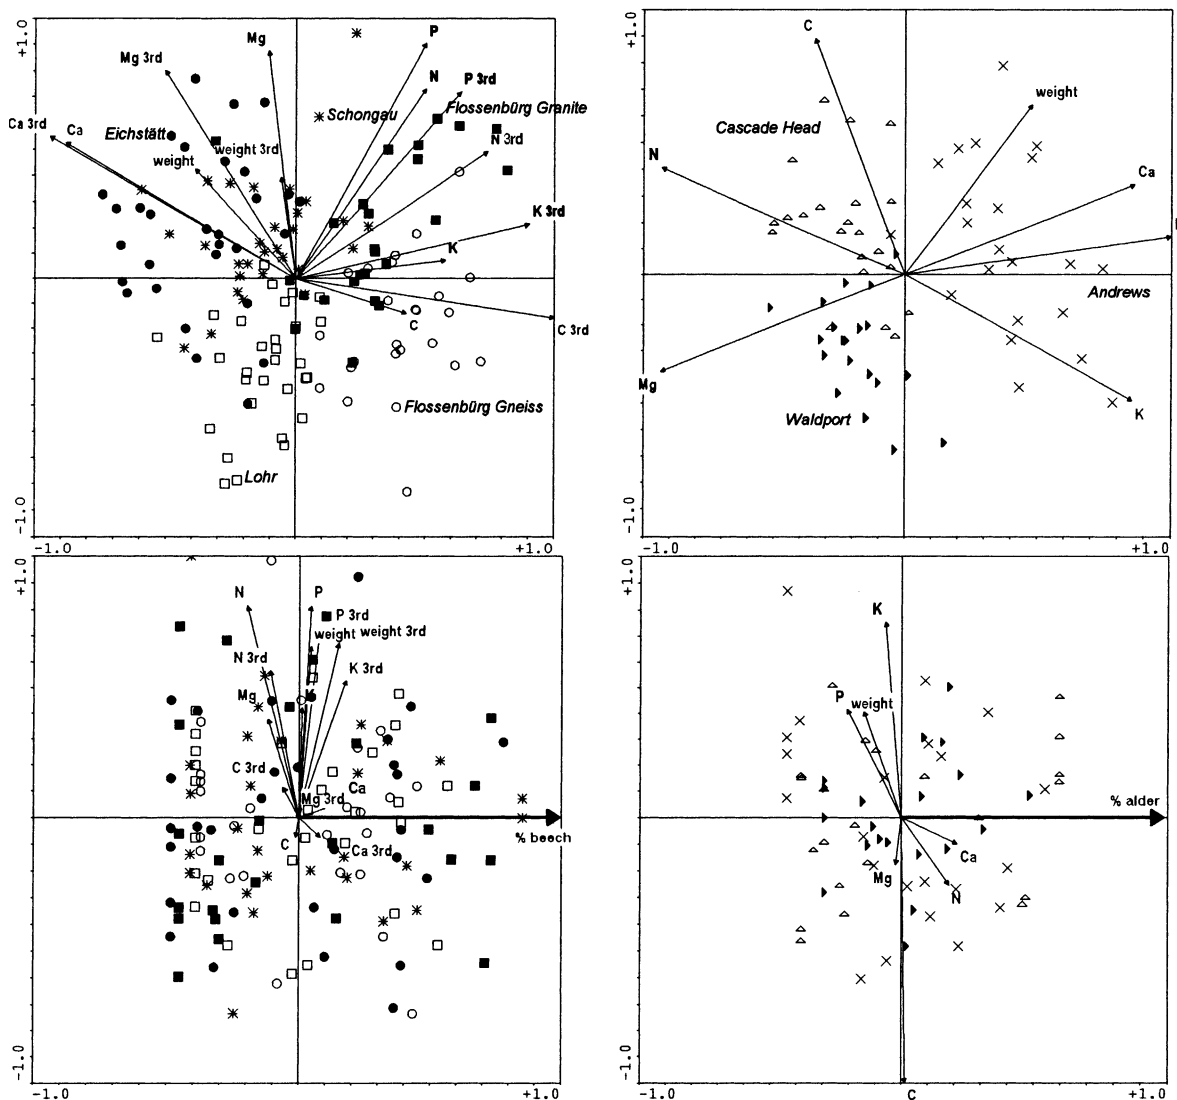 +1.0
Mg
P
Mg 3rd
N
P 3rd
Schongau
Flossenbürg Granite
Ca 3rd
Ca
Eichstätt
N 3rd
weight
weight 3rd
K 3rd
K
C
C 3rd
Flossenbürg Gneiss
Lohr
-1.0
-1.0
+1.0
+1.0
C
weight
Cascade Head
N
Ca
Andrews
Mg
Waldport
K
-1.0
-1.0
+1.0
+1.0
N
P
P 3rd
weight
weight 3rd
N 3rd
K 3rd
Mg
K
C 3rd
Ca
Mg 3rd
% beech
C
Ca 3rd
-1.0
-1.0
+1.0
+1.0
K
P
weight
% alder
Ca
Mg
N
-1.0
C
-1.0
+1.0